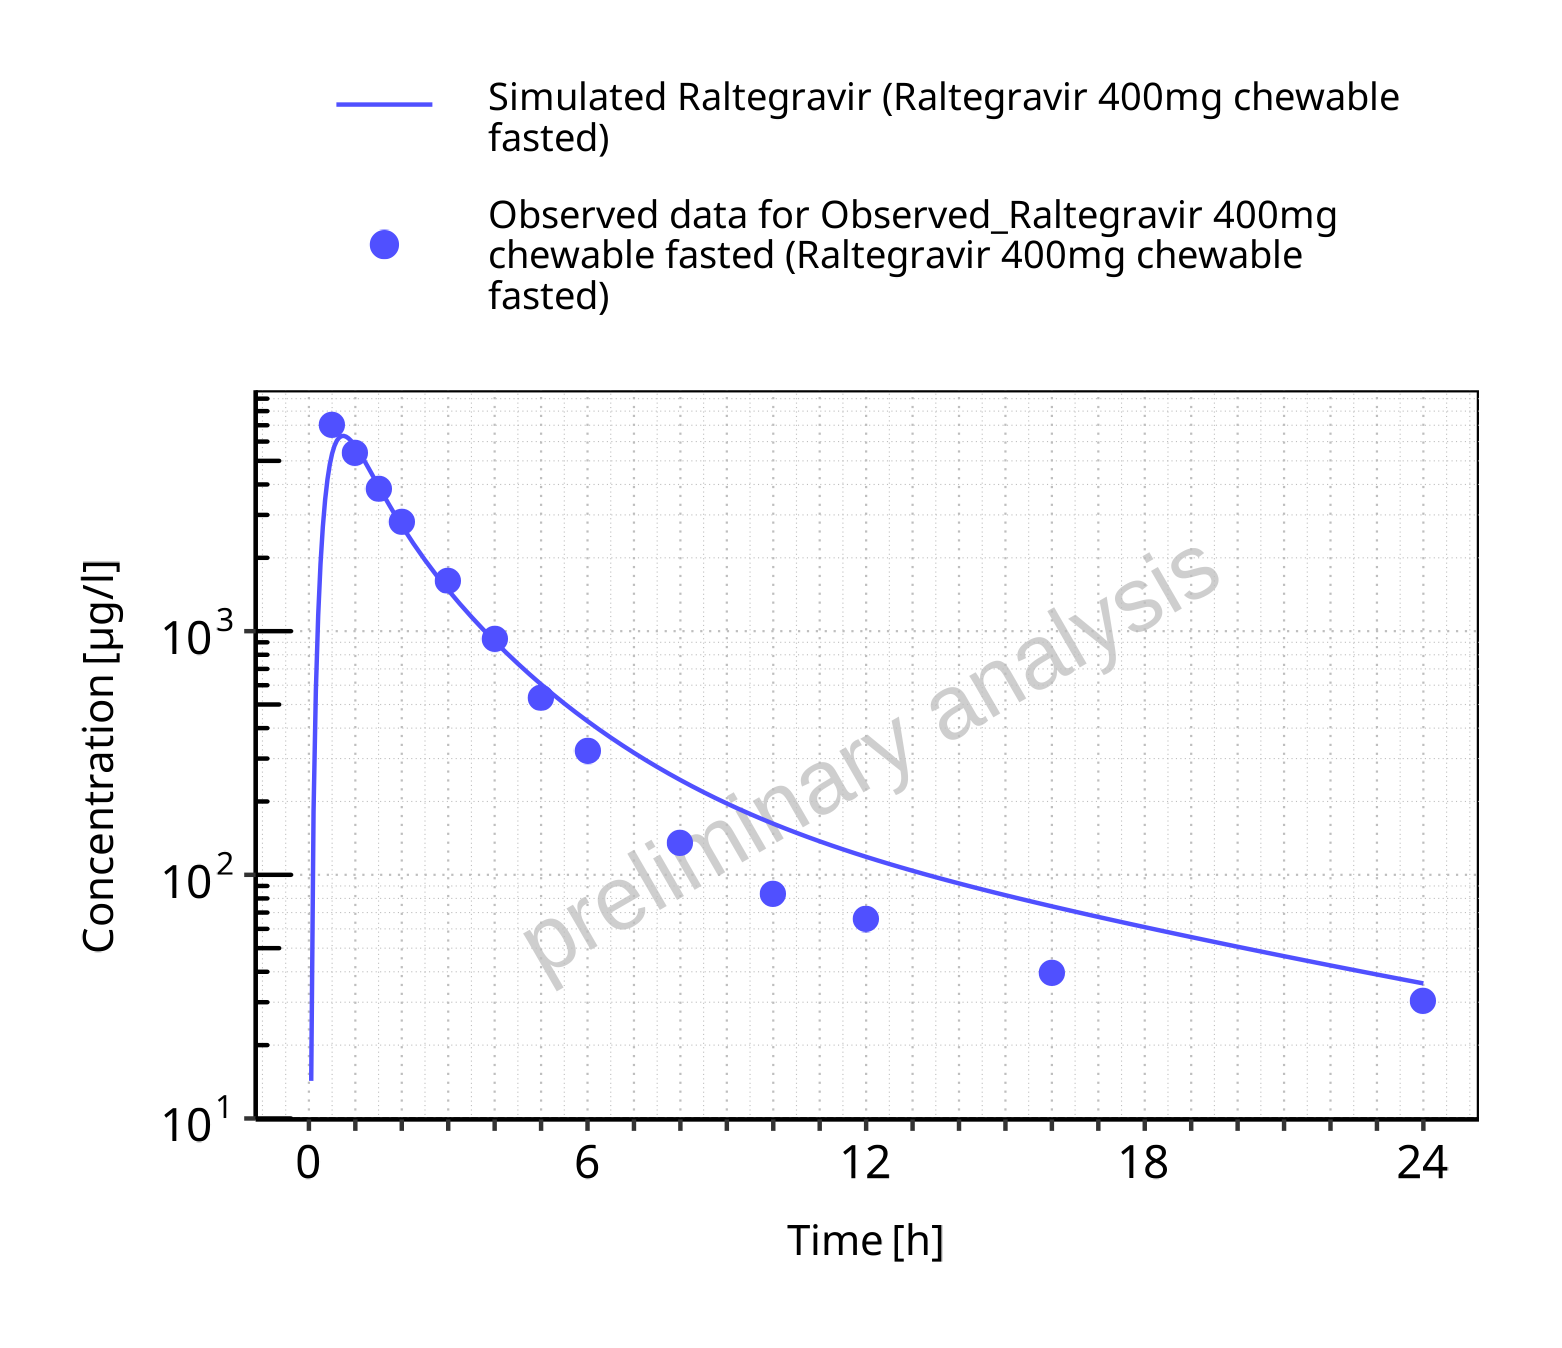 Simulated Raltegravir (Raltegravir 400mg chewable
fasted)
Observed data for Observed_Raltegravir 400mg
chewable fasted (Raltegravir 400mg chewable
fasted)
Concentration [µg/l]
10³
10²
10¹
preliminary analysis
0 6 12 18 24
Time [h]